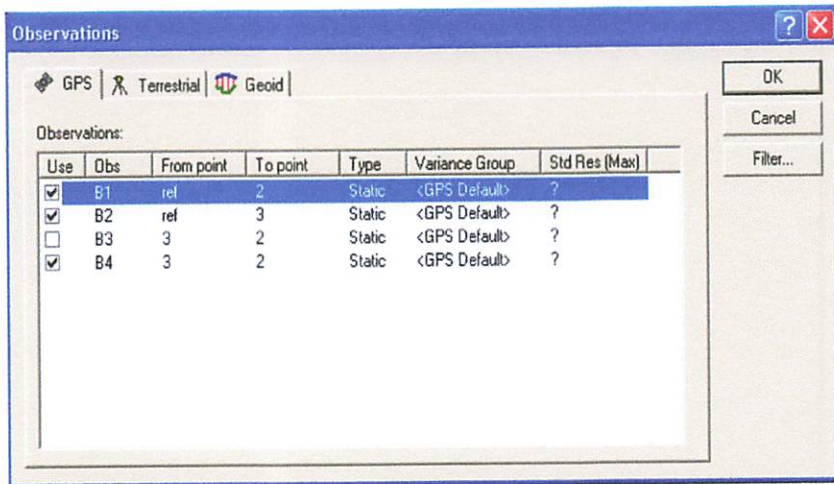 Observations
GPS Terrestrial Geoid
OK
Cancel
Filter...
Observations:
Use Obs From point To point Type Variance Group Std Res (Max)
B1 ref 2 Static <GPS Default> ?
B2 ref 3 Static <GPS Default> ?
B3 3 2 Static <GPS Default> ?
B4 3 2 Static <GPS Default> ?